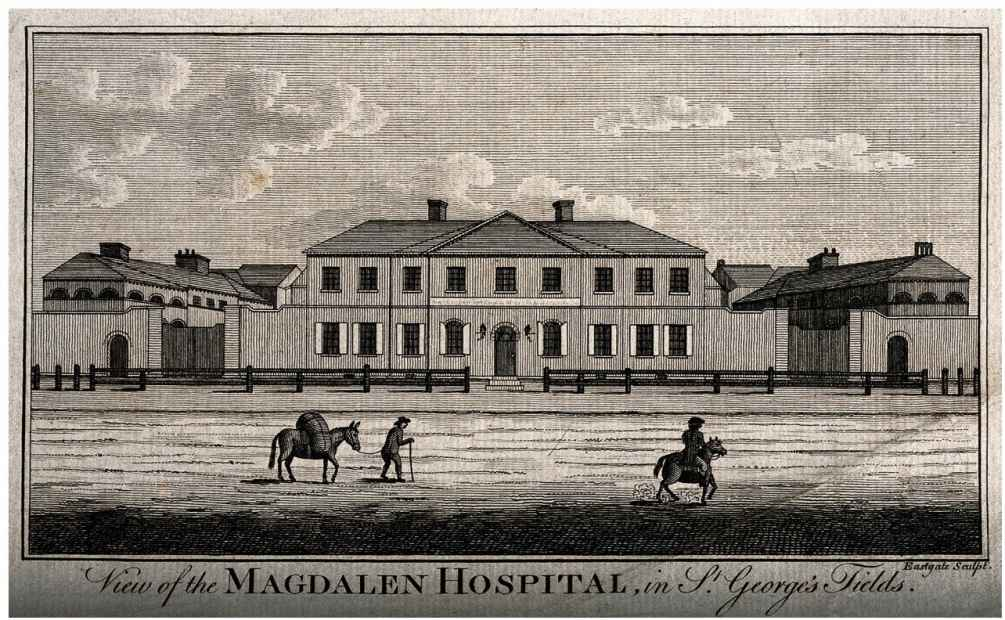 Eastgate Sculpt.
View of the MAGDALEN HOSPITAL, in St. George's Fields.